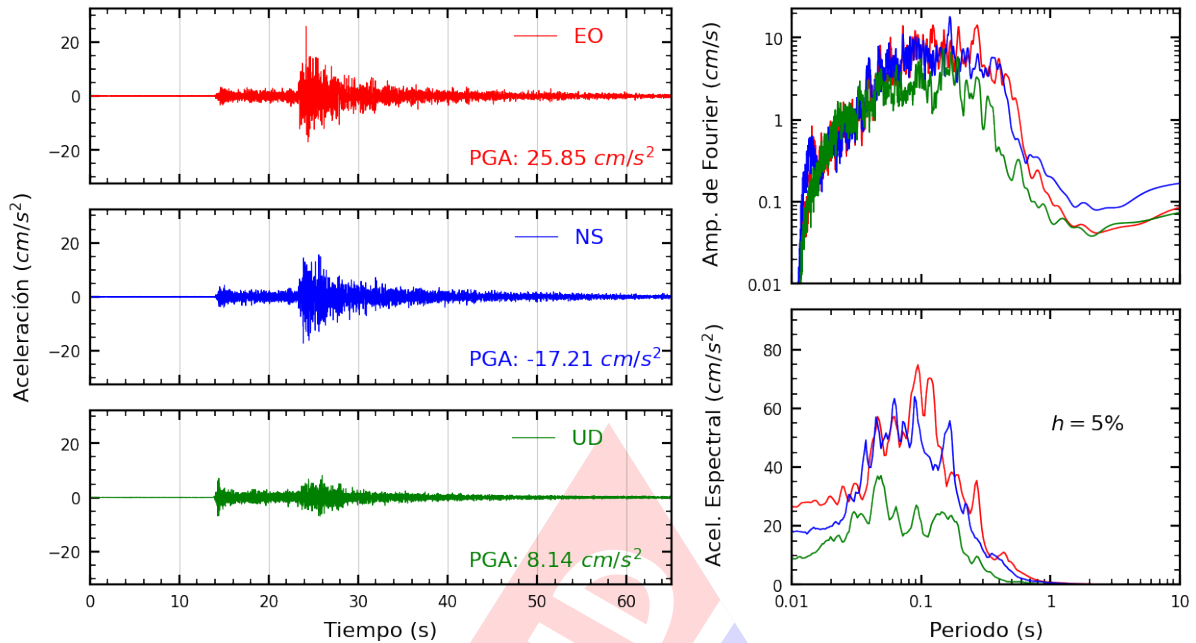 Aceleración (cm/s²)
20
0
−20
EO
PGA: 25.85 cm/s²
20
0
−20
NS
PGA: -17.21 cm/s²
20
0
−20
UD
PGA: 8.14 cm/s²
0 10 20 30 40 50 60
Tiempo (s)
Amp. de Fourier (cm/s)
10
1
0.1
0.01
Acel. Espectral (cm/s²)
80
60
40
20
0
h = 5%
0.01 0.1 1 10
Periodo (s)